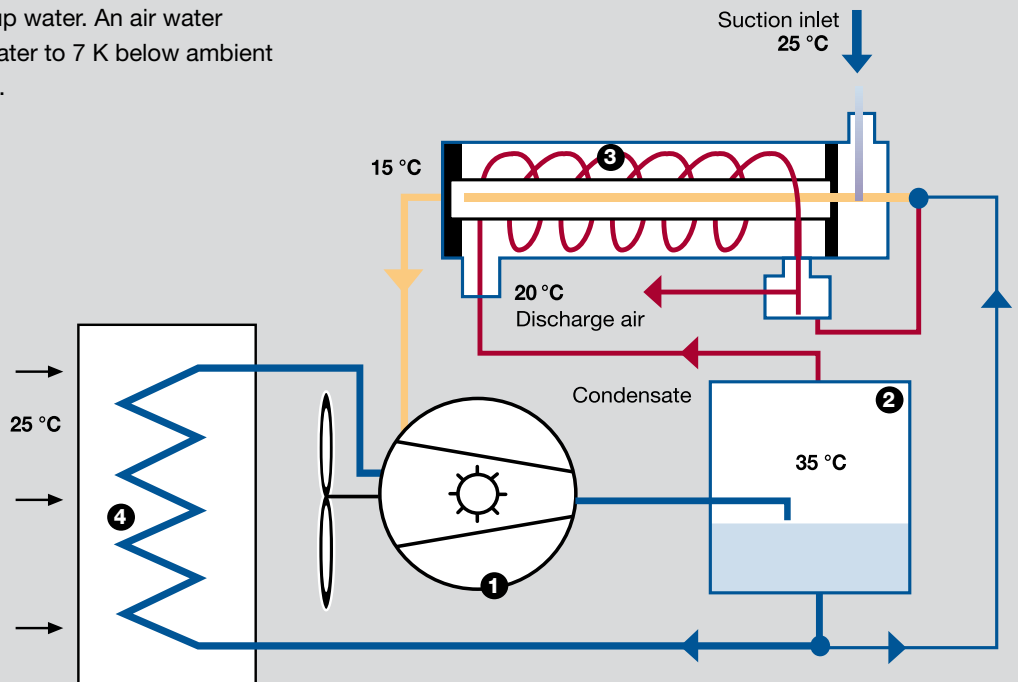 up water. An air water
ater to 7 K below ambient
.
Suction inlet
25 °C
15 °C
3
20 °C
Discharge air
Condensate
2
35 °C
25 °C
4
1